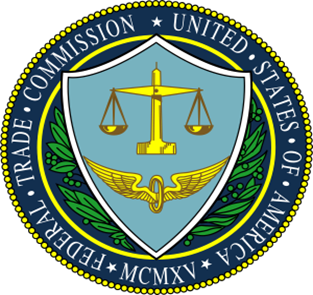 FEDERAL · TRADE · COMMISSION ★ UNITED · STATES · OF · AMERICA
★ MCMXV ★